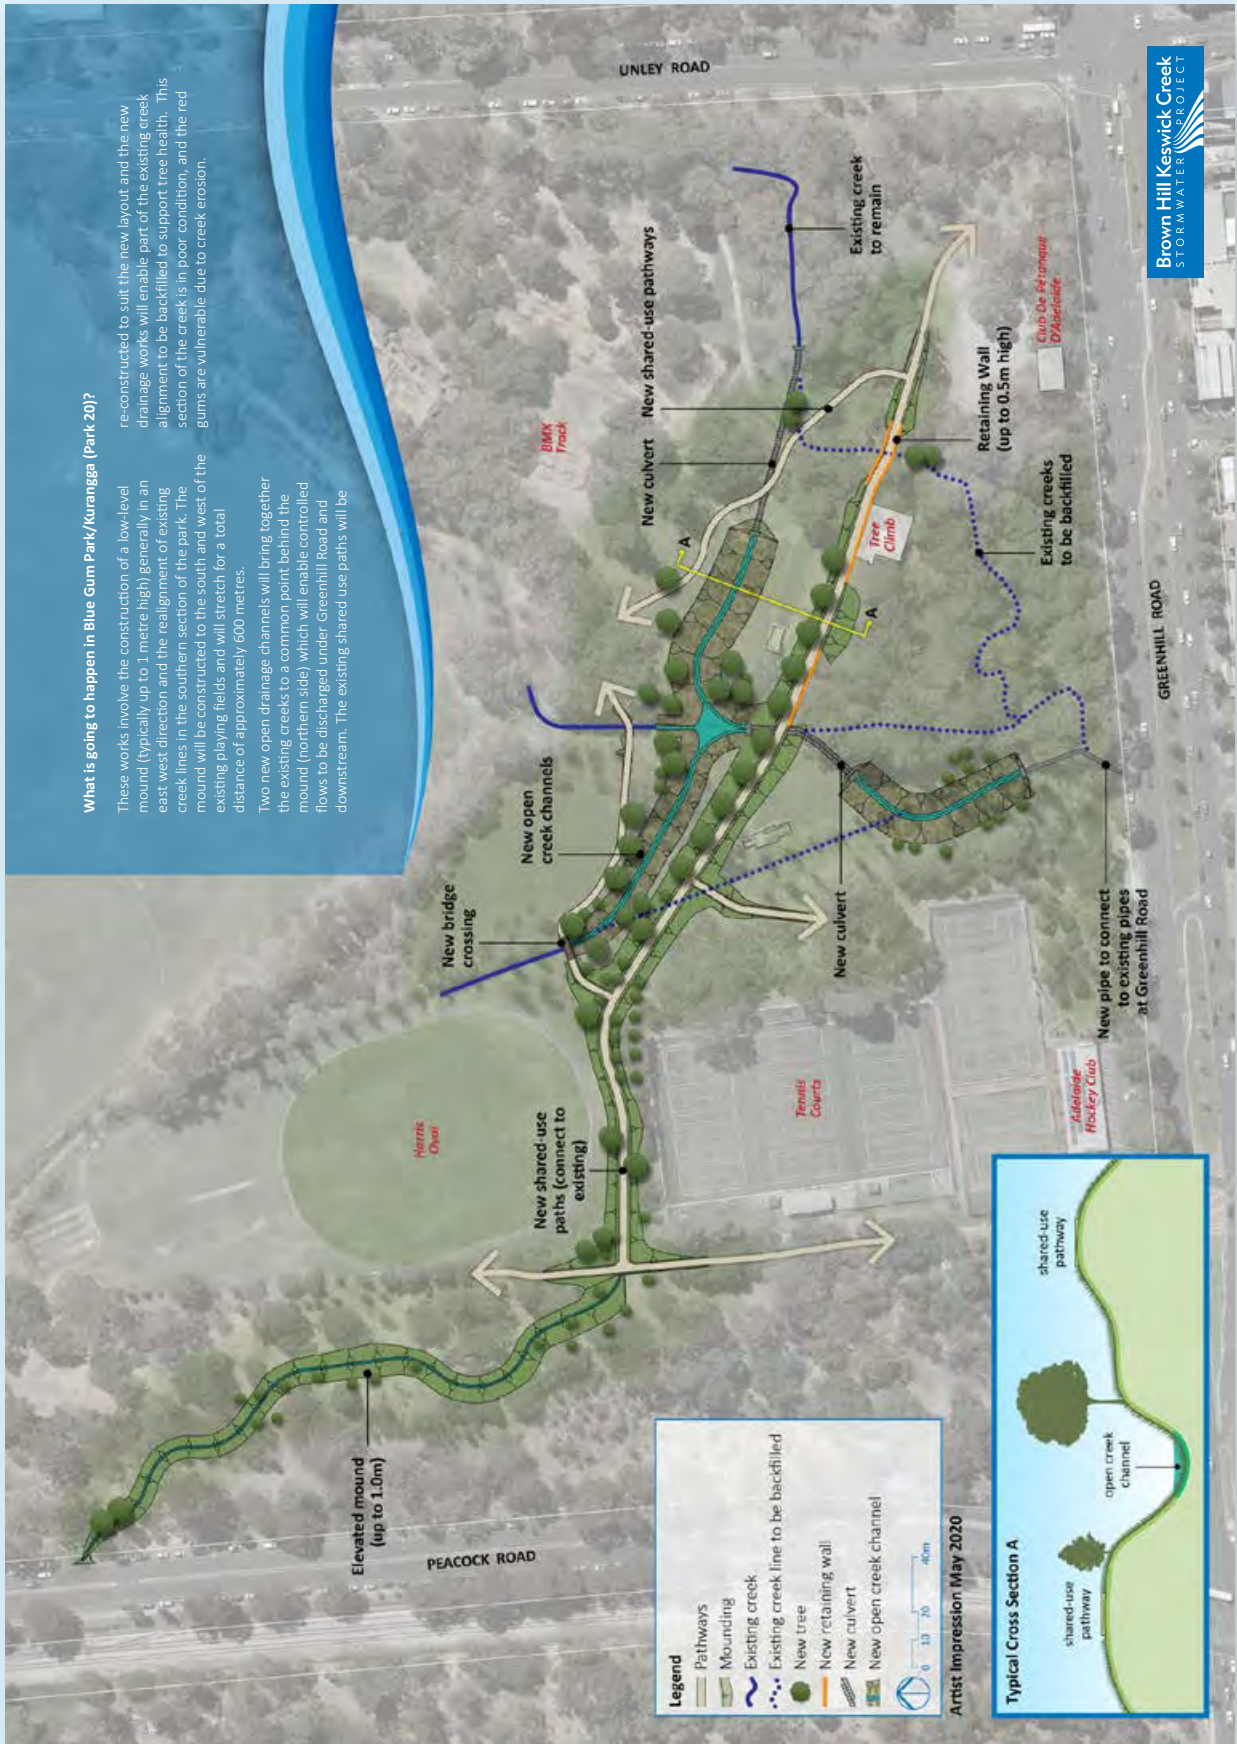 What is going to happen in Blue Gum Park/Kurangga (Park 20)?
These works involve the construction of a low-level
mound (typically up to 1 metre high) generally in an
east west direction and the realignment of existing
creek lines in the southern section of the park. The
mound will be constructed to the south and west of the
existing playing fields and will stretch for a total
distance of approximately 600 metres.
Two new open drainage channels will bring together
the existing creeks to a common point behind the
mound (northern side) which will enable controlled
flows to be discharged under Greenhill Road and
downstream. The existing shared use paths will be
re-constructed to suit the new layout and the new
drainage works will enable part of the existing creek
alignment to be backfilled to support tree health. This
section of the creek is in poor condition, and the red
gums are vulnerable due to creek erosion.
UNLEY ROAD
BMX
Track
New culvert
New shared-use pathways
Existing creek
to remain
New open
creek channels
New bridge
crossing
A
A
Tree
Climb
Club De Petanque
D'Adelaide
Retaining Wall
(up to 0.5m high)
Existing creeks
to be backfilled
GREENHILL ROAD
Harris
Oval
New shared-use
paths (connect to
existing)
Tennis
Courts
New culvert
New pipe to connect
to existing pipes
at Greenhill Road
Adelaide
Hockey Club
Elevated mound
(up to 1.0m)
PEACOCK ROAD
Legend
Pathways
Mounding
Existing creek
Existing creek line to be backfilled
New tree
New retaining wall
New culvert
New open creek channel
0 10 20 40m
Artist Impression May 2020
Typical Cross Section A
shared-use
pathway
open creek
channel
shared-use
pathway
Brown Hill Keswick Creek
STORMWATER PROJECT